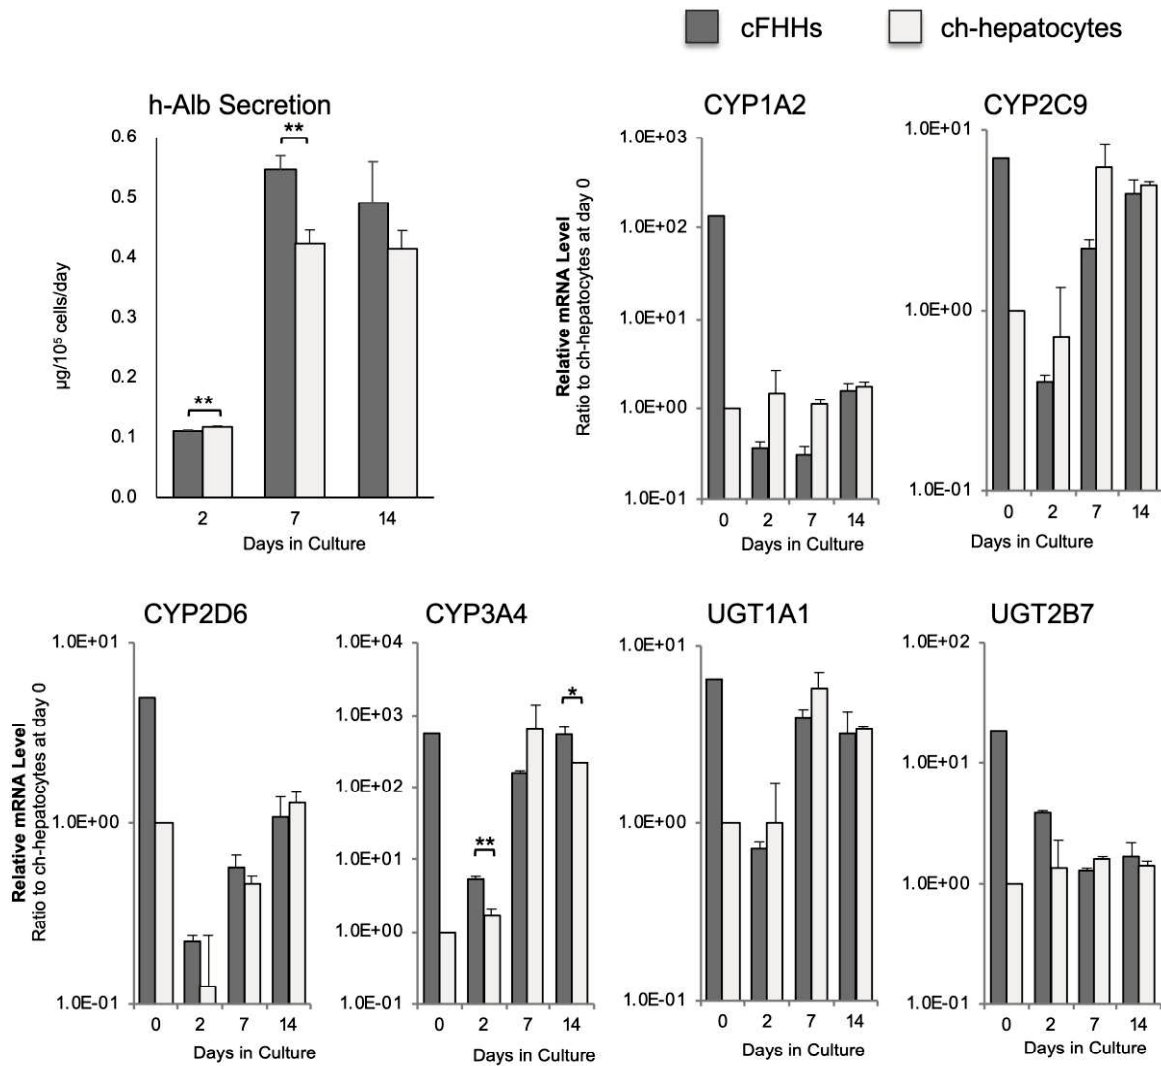 cFHHs ch-hepatocytes
h-Alb Secretion
0.6
0.5
0.4
0.3
0.2
0.1
0.0
µg/10⁵ cells/day
**
**
2 7 14
Days in Culture
CYP1A2
Relative mRNA Level
Ratio to ch-hepatocytes at day 0
1.0E+03
1.0E+02
1.0E+01
1.0E+00
1.0E-01
0 2 7 14
Days in Culture
CYP2C9
1.0E+01
1.0E+00
1.0E-01
0 2 7 14
Days in Culture
CYP2D6
Relative mRNA Level
Ratio to ch-hepatocytes at day 0
1.0E+01
1.0E+00
1.0E-01
0 2 7 14
Days in Culture
CYP3A4
1.0E+04
1.0E+03
1.0E+02
1.0E+01
1.0E+00
1.0E-01
**
*
0 2 7 14
Days in Culture
UGT1A1
1.0E+01
1.0E+00
1.0E-01
0 2 7 14
Days in Culture
UGT2B7
1.0E+02
1.0E+01
1.0E+00
1.0E-01
0 2 7 14
Days in Culture